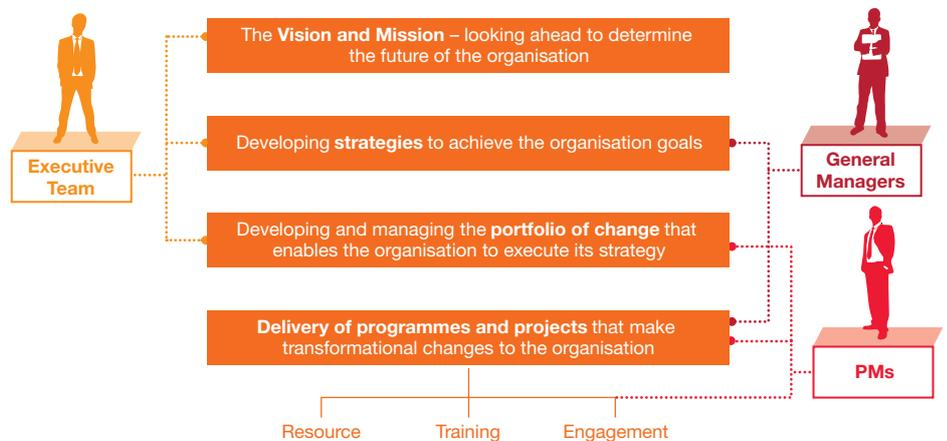 The Vision and Mission – looking ahead to determine
the future of the organisation
Executive
Team
Developing strategies to achieve the organisation goals
General
Managers
Developing and managing the portfolio of change that
enables the organisation to execute its strategy
Delivery of programmes and projects that make
transformational changes to the organisation
PMs
Resource
Training
Engagement